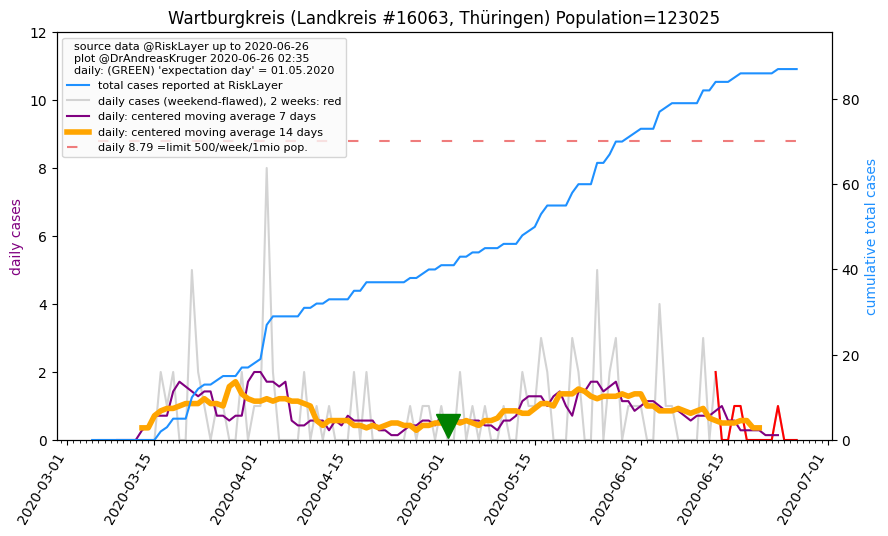 Wartburgkreis (Landkreis #16063, Thüringen) Population=123025
source data @RiskLayer up to 2020-06-26
plot @DrAndreasKruger 2020-06-26 02:35
daily: (GREEN) 'expectation day' = 01.05.2020
total cases reported at RiskLayer
daily cases (weekend-flawed), 2 weeks: red
daily: centered moving average 7 days
daily: centered moving average 14 days
daily 8.79 =limit 500/week/1mio pop.
daily cases
12
10
8
6
4
2
0
cumulative total cases
80
60
40
20
0
2020-03-01
2020-03-15
2020-04-01
2020-04-15
2020-05-01
2020-05-15
2020-06-01
2020-06-15
2020-07-01